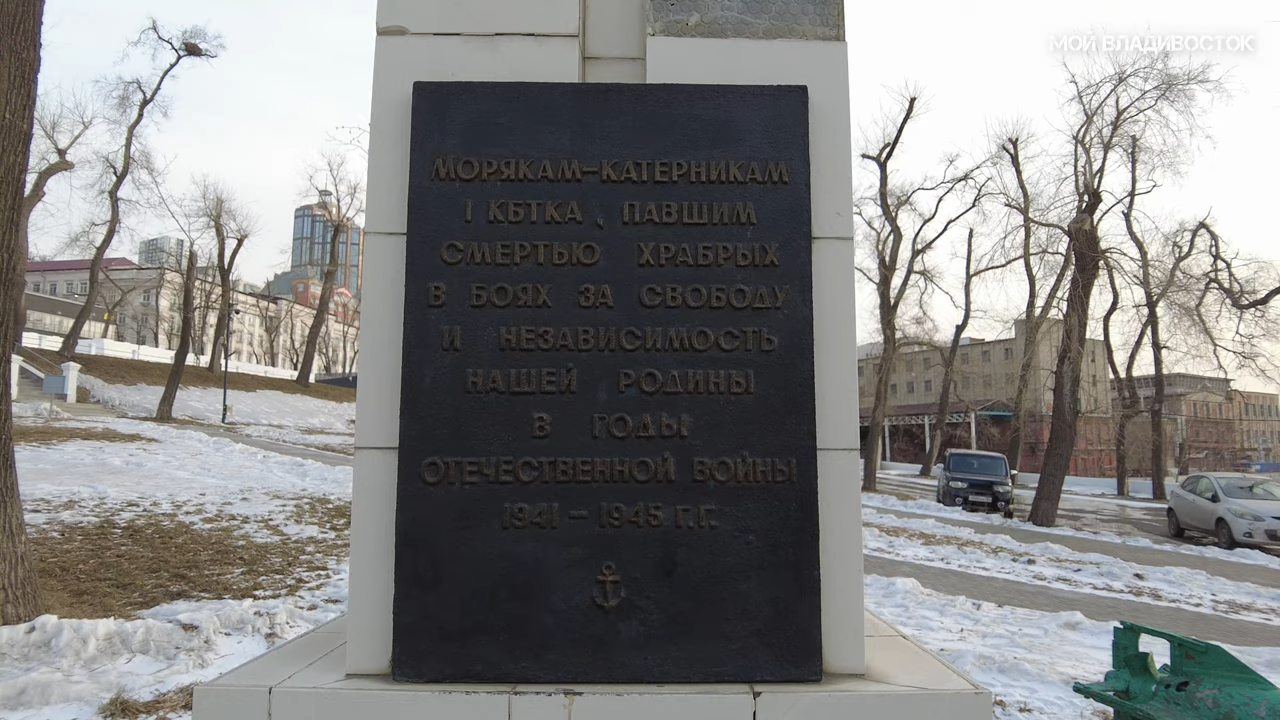 МОЙ ВЛАДИВОСТОК
МОРЯКАМ-КАТЕРНИКАМ
I КБТКА, ПАВШИМ
СМЕРТЬЮ ХРАБРЫХ
В БОЯХ ЗА СВОБОДУ
И НЕЗАВИСИМОСТЬ
НАШЕЙ РОДИНЫ
В ГОДЫ
ОТЕЧЕСТВЕННОЙ ВОЙНЫ
1941 – 1945 Г.Г.